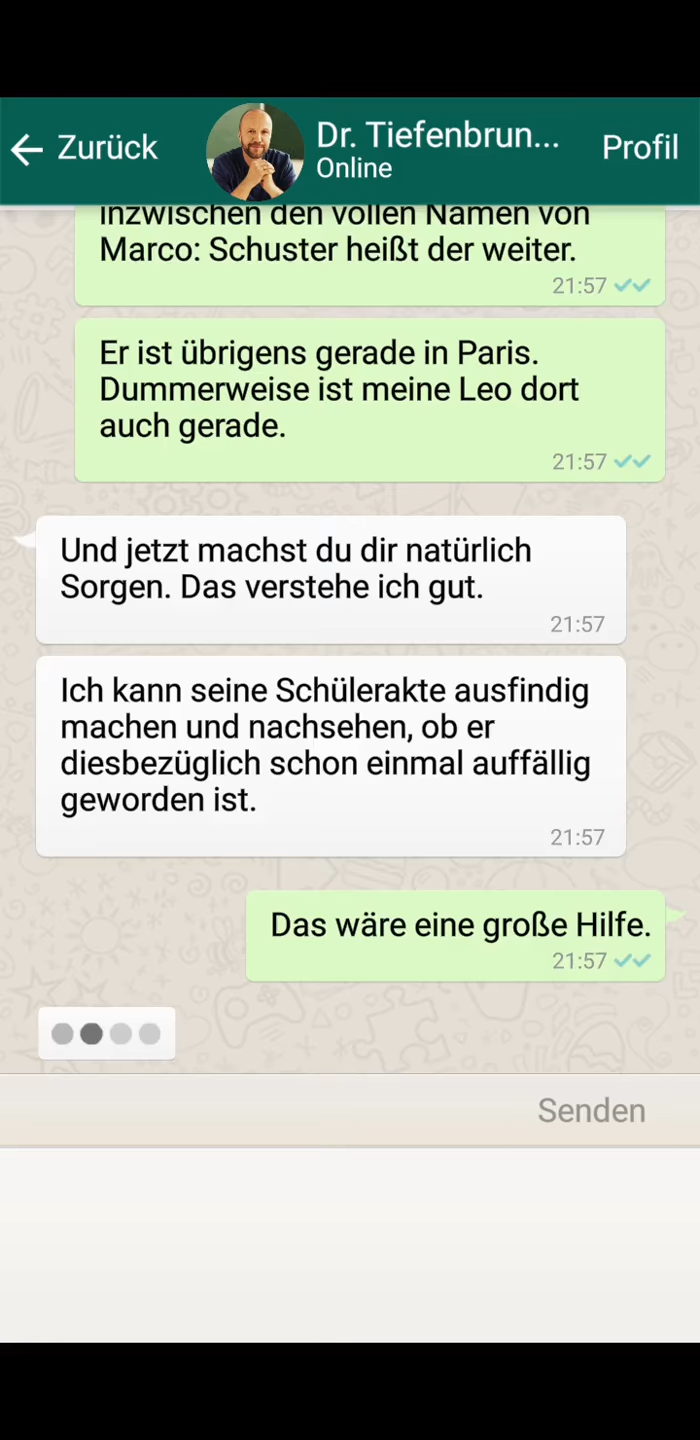 Zurück
Dr. Tiefenbrun...
Online
Profil
inzwischen den vollen Namen von
Marco: Schuster heißt der weiter.
21:57
Er ist übrigens gerade in Paris.
Dummerweise ist meine Leo dort
auch gerade.
21:57
Und jetzt machst du dir natürlich
Sorgen. Das verstehe ich gut.
21:57
Ich kann seine Schülerakte ausfindig
machen und nachsehen, ob er
diesbezüglich schon einmal auffällig
geworden ist.
21:57
Das wäre eine große Hilfe.
21:57
Senden